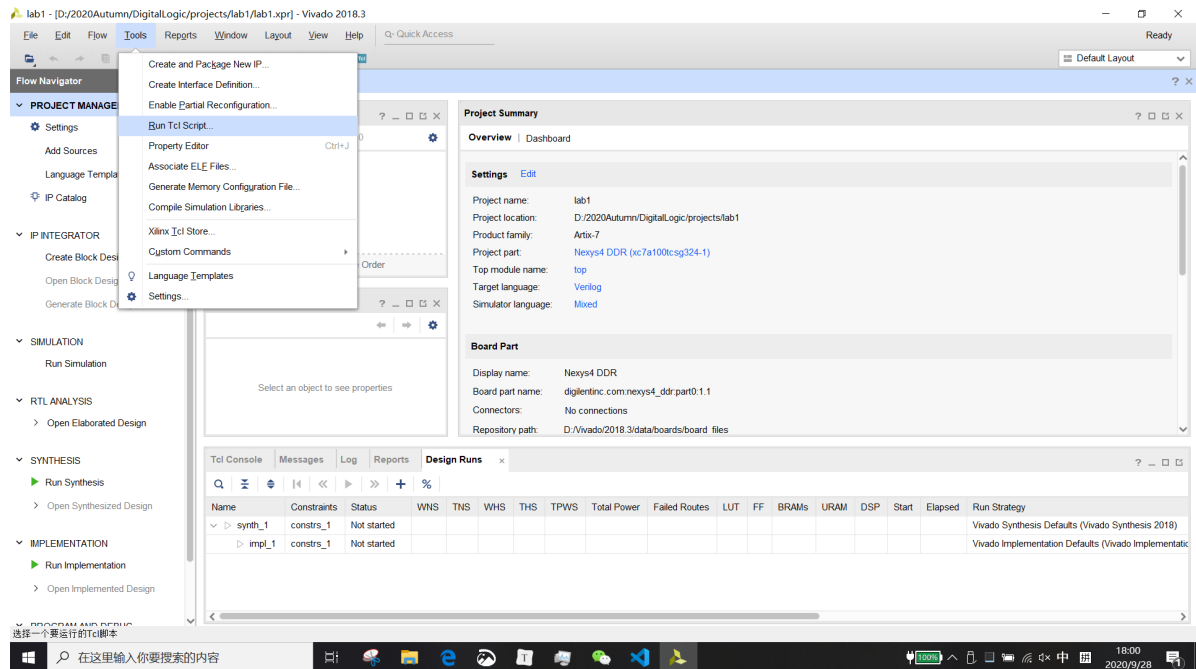 lab1 - [D:/2020Autumn/DigitalLogic/projects/lab1/lab1.xpr] - Vivado 2018.3
File Edit Flow Tools Reports Window Layout View Help Q- Quick Access Ready
Default Layout
Flow Navigator
PROJECT MANAGE
Settings
Add Sources
Language Templa
IP Catalog
IP INTEGRATOR
Create Block Desi
Open Block Desig
Generate Block De
SIMULATION
Run Simulation
RTL ANALYSIS
Open Elaborated Design
SYNTHESIS
Run Synthesis
Open Synthesized Design
IMPLEMENTATION
Run Implementation
Open Implemented Design
PROGRAM AND DEBUG
Create and Package New IP...
Create Interface Definition...
Enable Partial Reconfiguration...
Run Tcl Script...
Property Editor Ctrl+J
Associate ELF Files...
Generate Memory Configuration File...
Compile Simulation Libraries...
Xilinx Tcl Store...
Custom Commands
Language Templates
Settings...
0
Order
Select an object to see properties
Project Summary
Overview | Dashboard
Settings Edit
Project name: lab1
Project location: D:/2020Autumn/DigitalLogic/projects/lab1
Product family: Artix-7
Project part: Nexys4 DDR (xc7a100tcsg324-1)
Top module name: top
Target language: Verilog
Simulator language: Mixed
Board Part
Display name: Nexys4 DDR
Board part name: digilentinc.com:nexys4_ddr:part0:1.1
Connectors: No connections
Repository path: D:/Vivado/2018.3/data/boards/board_files
Tcl Console Messages Log Reports Design Runs
Name Constraints Status WNS TNS WHS THS TPWS Total Power Failed Routes LUT FF BRAMs URAM DSP Start Elapsed Run Strategy
synth_1 constrs_1 Not started Vivado Synthesis Defaults (Vivado Synthesis 2018)
impl_1 constrs_1 Not started Vivado Implementation Defaults (Vivado Implementatio
选择一个要运行的Tcl脚本
在这里输入你要搜索的内容
100% 中 拼 18:00
2020/9/28